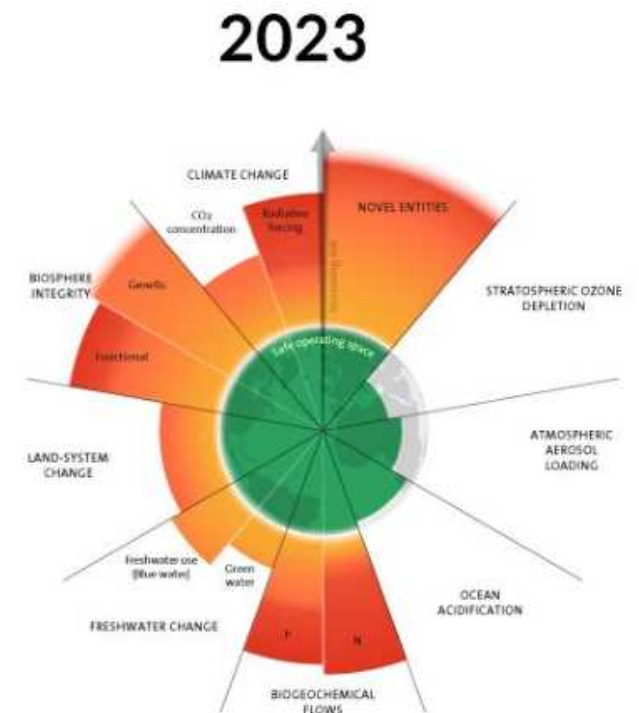 2023
CLIMATE CHANGE
CO2
concentration
Radiative
forcing
NOVEL ENTITIES
BIOSPHERE
INTEGRITY
Genetic
Functional
STRATOSPHERIC OZONE
DEPLETION
Safe operating space
ATMOSPHERIC
AEROSOL
LOADING
LAND-SYSTEM
CHANGE
Freshwater use
(Blue water)
Green
water
OCEAN
ACIDIFICATION
FRESHWATER CHANGE
P
N
BIOGEOCHEMICAL
FLOWS